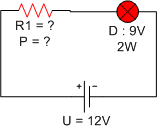 R1 = ?
P = ?
D : 9V
2W
+
-
U = 12V